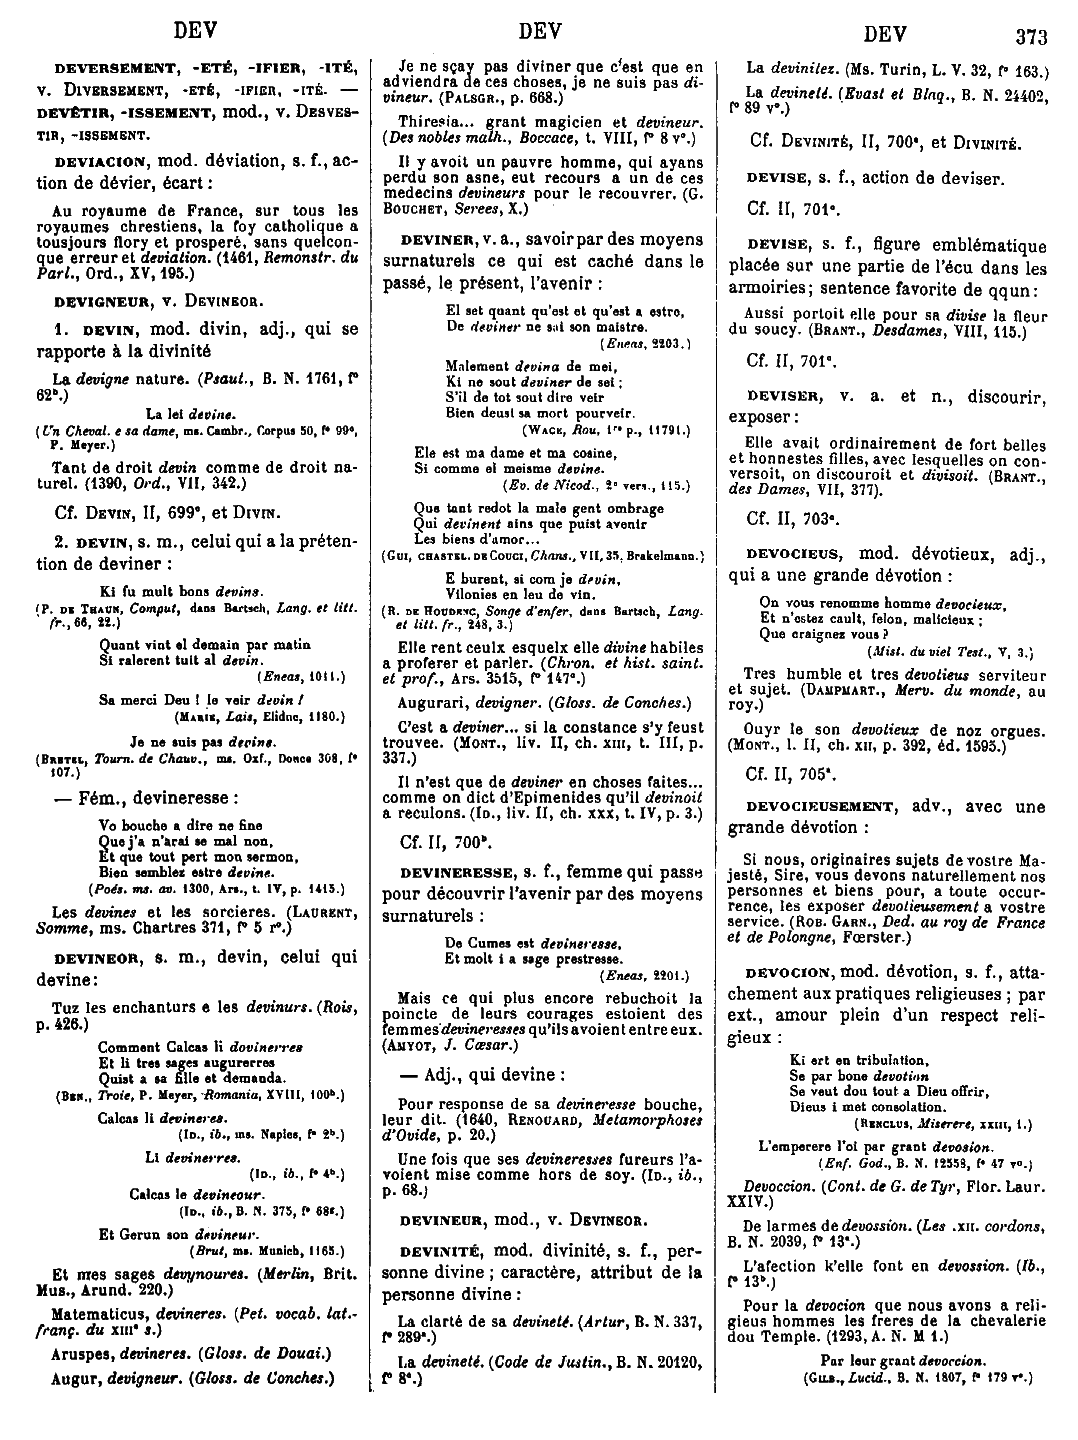 DEV
DEV
DEV
373
DEVERSEMENT, -ETÉ, -IFIER, -ITÉ,
v. DIVERSEMENT, -ETÉ, -IFIER, -ITÉ. —
DEVÊTIR, -ISSEMENT, mod., v. DESVES-
TIR, -ISSEMENT.
DEVIACION, mod. déviation, s. f., ac-
tion de dévier, écart :
Au royaume de France, sur tous les
royaumes chrestiens, la foy catholique a
tousjours flory et prosperé, sans quelcon-
que erreur et deviation. (1461, Remonstr. du
Parl., Ord., XV, 195.)
DEVIGNEUR, v. DEVINEOR.
1. DEVIN, mod. divin, adj., qui se
rapporte à la divinité
La devigne nature. (Psaut., B. N. 1761, f°
62ᵇ.)
La lei devine.
(Un Cheval. e sa dame, ms. Cambr., Corpus 50, f° 99ᵃ,
P. Meyer.)
Tant de droit devin comme de droit na-
turel. (1390, Ord., VII, 342.)
Cf. DEVIN, II, 699ᵃ, et DIVIN.
2. DEVIN, s. m., celui qui a la préten-
tion de deviner :
Ki fu mult bons devins.
(P. DE THAUN, Comput, dans Bartsch, Lang. et litt.
fr., 66, 22.)
Quant vint el demain par matin
Si ralerent tuit al devin.
(Eneas, 1011.)
Sa merci Deu ! le veir devin !
(MARIE, Lais, Elidnc, 1180.)
Je ne suis pas devins.
(BRETEL, Tourn. de Chauv., ms. Oxf., Douce 308, f°
107.)
— Fém., devineresse :
Vo bouche a dire ne fine
Que j'a n'arai se mal non,
Et que tout pert mon sermon,
Bien semblez estre devine.
(Poés. ms. av. 1300, Ars., t. IV, p. 1415.)
Les devines et les sorcieres. (LAURENT,
Somme, ms. Chartres 371, f° 5 r°.)
DEVINEOR, s. m., devin, celui qui
devine :
Tuz les enchanturs e les devinurs. (Rois,
p. 426.)
Comment Calcas li dovinerres
Et li tres sages augurerres
Quist a sa fille et demanda.
(BEN., Troie, P. Meyer, Romania, XVIII, 100ᵇ.)
Calcas li devineres.
(ID., ib., ms. Naples, f° 2ᵇ.)
Li devinerres.
(ID., ib., f° 4ᵇ.)
Calcas le devineour.
(ID., ib., B. N. 375, f° 68ᵉ.)
Et Gerun son devineur.
(Brut, ms. Munich, 1165.)
Et mes sages devynoures. (Merlin, Brit.
Mus., Arund. 220.)
Matematicus, devineres. (Pet. vocab. lat.-
franç. du XIIIᵉ s.)
Aruspes, devineres. (Gloss. de Douai.)
Augur, devigneur. (Gloss. de Conches.)
Je ne sçay pas diviner que c'est que en
adviendra de ces choses, je ne suis pas di-
vineur. (PALSGR., p. 668.)
Thiresia... grant magicien et devineur.
(Des nobles malh., Boccace, t. VIII, f° 8 v°.)
Il y avoit un pauvre homme, qui ayans
perdu son asne, eut recours a un de ces
medecins devineurs pour le recouvrer. (G.
BOUCHET, Serees, X.)
DEVINER, v. a., savoir par des moyens
surnaturels ce qui est caché dans le
passé, le présent, l'avenir :
El set quant qu'est et qu'est a estre,
De deviner ne sai son maistre.
(Eneas, 2203.)
Malement devina de mei,
Ki ne sout deviner de sei ;
S'il de tot sout dire veir
Bien deust sa mort pourveir.
(WACE, Rou, 1ʳᵉ p., 11791.)
Ele est ma dame et ma cosine,
Si comme el meisme devine.
(Ev. de Nicod., 2ᵉ vers., 115.)
Que tant redot la male gent ombrage
Qui devinent ains que puist avenir
Les biens d'amor...
(GUI, CHASTEL. DE COUCI, Chans., VII, 35, Brakelmann.)
E burent, si com je devin,
Vilonies en leu de vin.
(R. DE HOUDENC, Songe d'enfer, dans Bartsch, Lang.
et litt. fr., 248, 3.)
Elle rent ceulx esquelx elle divine habiles
a proferer et parler. (Chron. et hist. saint.
et prof., Ars. 3515, f° 147ᵃ.)
Augurari, devigner. (Gloss. de Conches.)
C'est a deviner... si la constance s'y feust
trouvee. (MONT., liv. II, ch. XIII, t. III, p.
337.)
Il n'est que de deviner en choses faites...
comme on dict d'Epimenides qu'il devinoit
a reculons. (ID., liv. II, ch. XXX, t. IV, p. 3.)
Cf. II, 700ᵇ.
DEVINERESSE, s. f., femme qui passe
pour découvrir l'avenir par des moyens
surnaturels :
De Cumes est devineresse,
Et molt i a sage prestresse.
(Eneas, 2201.)
Mais ce qui plus encore rebuchoit la
poincte de leurs courages estoient des
femmes devineresses qu'ils avoient entre eux.
(AMYOT, J. Cæsar.)
— Adj., qui devine :
Pour response de sa devineresse bouche,
leur dit. (1640, RENOUARD, Metamorphoses
d'Ovide, p. 20.)
Une fois que ses devineresses fureurs l'a-
voient mise comme hors de soy. (ID., ib.,
p. 68.)
DEVINEUR, mod., v. DEVINEOR.
DEVINITÉ, mod. divinité, s. f., per-
sonne divine ; caractère, attribut de la
personne divine :
La clarté de sa devineté. (Artur, B. N. 337,
f° 289ᵃ.)
La devineté. (Code de Justin., B. N. 20120,
f° 8ᵃ.)
La devinitez. (Ms. Turin, L. V. 32, f° 163.)
La devineté. (Evast et Blaq., B. N. 24402,
f° 89 v°.)
Cf. DEVINITÉ, II, 700ᵉ, et DIVINITÉ.
DEVISE, s. f., action de deviser.
Cf. II, 701ᵃ.
DEVISE, s. f., figure emblématique
placée sur une partie de l'écu dans les
armoiries ; sentence favorite de qqun :
Aussi portoit elle pour sa divise la fleur
du soucy. (BRANT., Desdames, VIII, 115.)
Cf. II, 701ᵃ.
DEVISER, v. a. et n., discourir,
exposer :
Elle avait ordinairement de fort belles
et honnestes filles, avec lesquelles on con-
versoit, on discouroit et divisoit. (BRANT.,
des Dames, VII, 377).
Cf. II, 703ᵃ.
DEVOCIEUS, mod. dévotieux, adj.,
qui a une grande dévotion :
On vous renomme homme devocieux,
Et n'estez cault, felon, malicieux ;
Que craignez vous ?
(Mist. du viel Test., V, 3.)
Tres humble et tres devotieus serviteur
et sujet. (DAMPMART., Merv. du monde, au
roy.)
Ouyr le son devotieux de noz orgues.
(MONT., l. II, ch. XII, p. 392, éd. 1595.)
Cf. II, 705ᵃ.
DEVOCIEUSEMENT, adv., avec une
grande dévotion :
Si nous, originaires sujets de vostre Ma-
jesté, Sire, vous devons naturellement nos
personnes et biens pour, a toute occur-
rence, les exposer devotieusement a vostre
service. (ROB. GARN., Ded. au roy de France
et de Polongne, Fœrster.)
DEVOCION, mod. dévotion, s. f., atta-
chement aux pratiques religieuses ; par
ext., amour plein d'un respect reli-
gieux :
Ki ert en tribulation,
Se par bone devotion
Se veut dou tout a Dieu offrir,
Dieus i met consolation.
(RENCLUS, Miserere, XXIII, 1.)
L'emperere l'oi par grant devosion.
(Enf. God., B. N. 12558, f° 47 v°.)
Devoccion. (Cont. de G. de Tyr, Flor. Laur.
XXIV.)
De larmes de devossion. (Les .XII. cordons,
B. N. 2039, f° 13ᵃ.)
L'afection k'elle font en devossion. (Ib.,
f° 13ᵇ.)
Pour la devocion que nous avons a reli-
gieus hommes les freres de la chevalerie
dou Temple. (1293, A. N. M 1.)
Par leur grant devoccion.
(GILB., Lucid., B. N. 1807, f° 179 v°.)